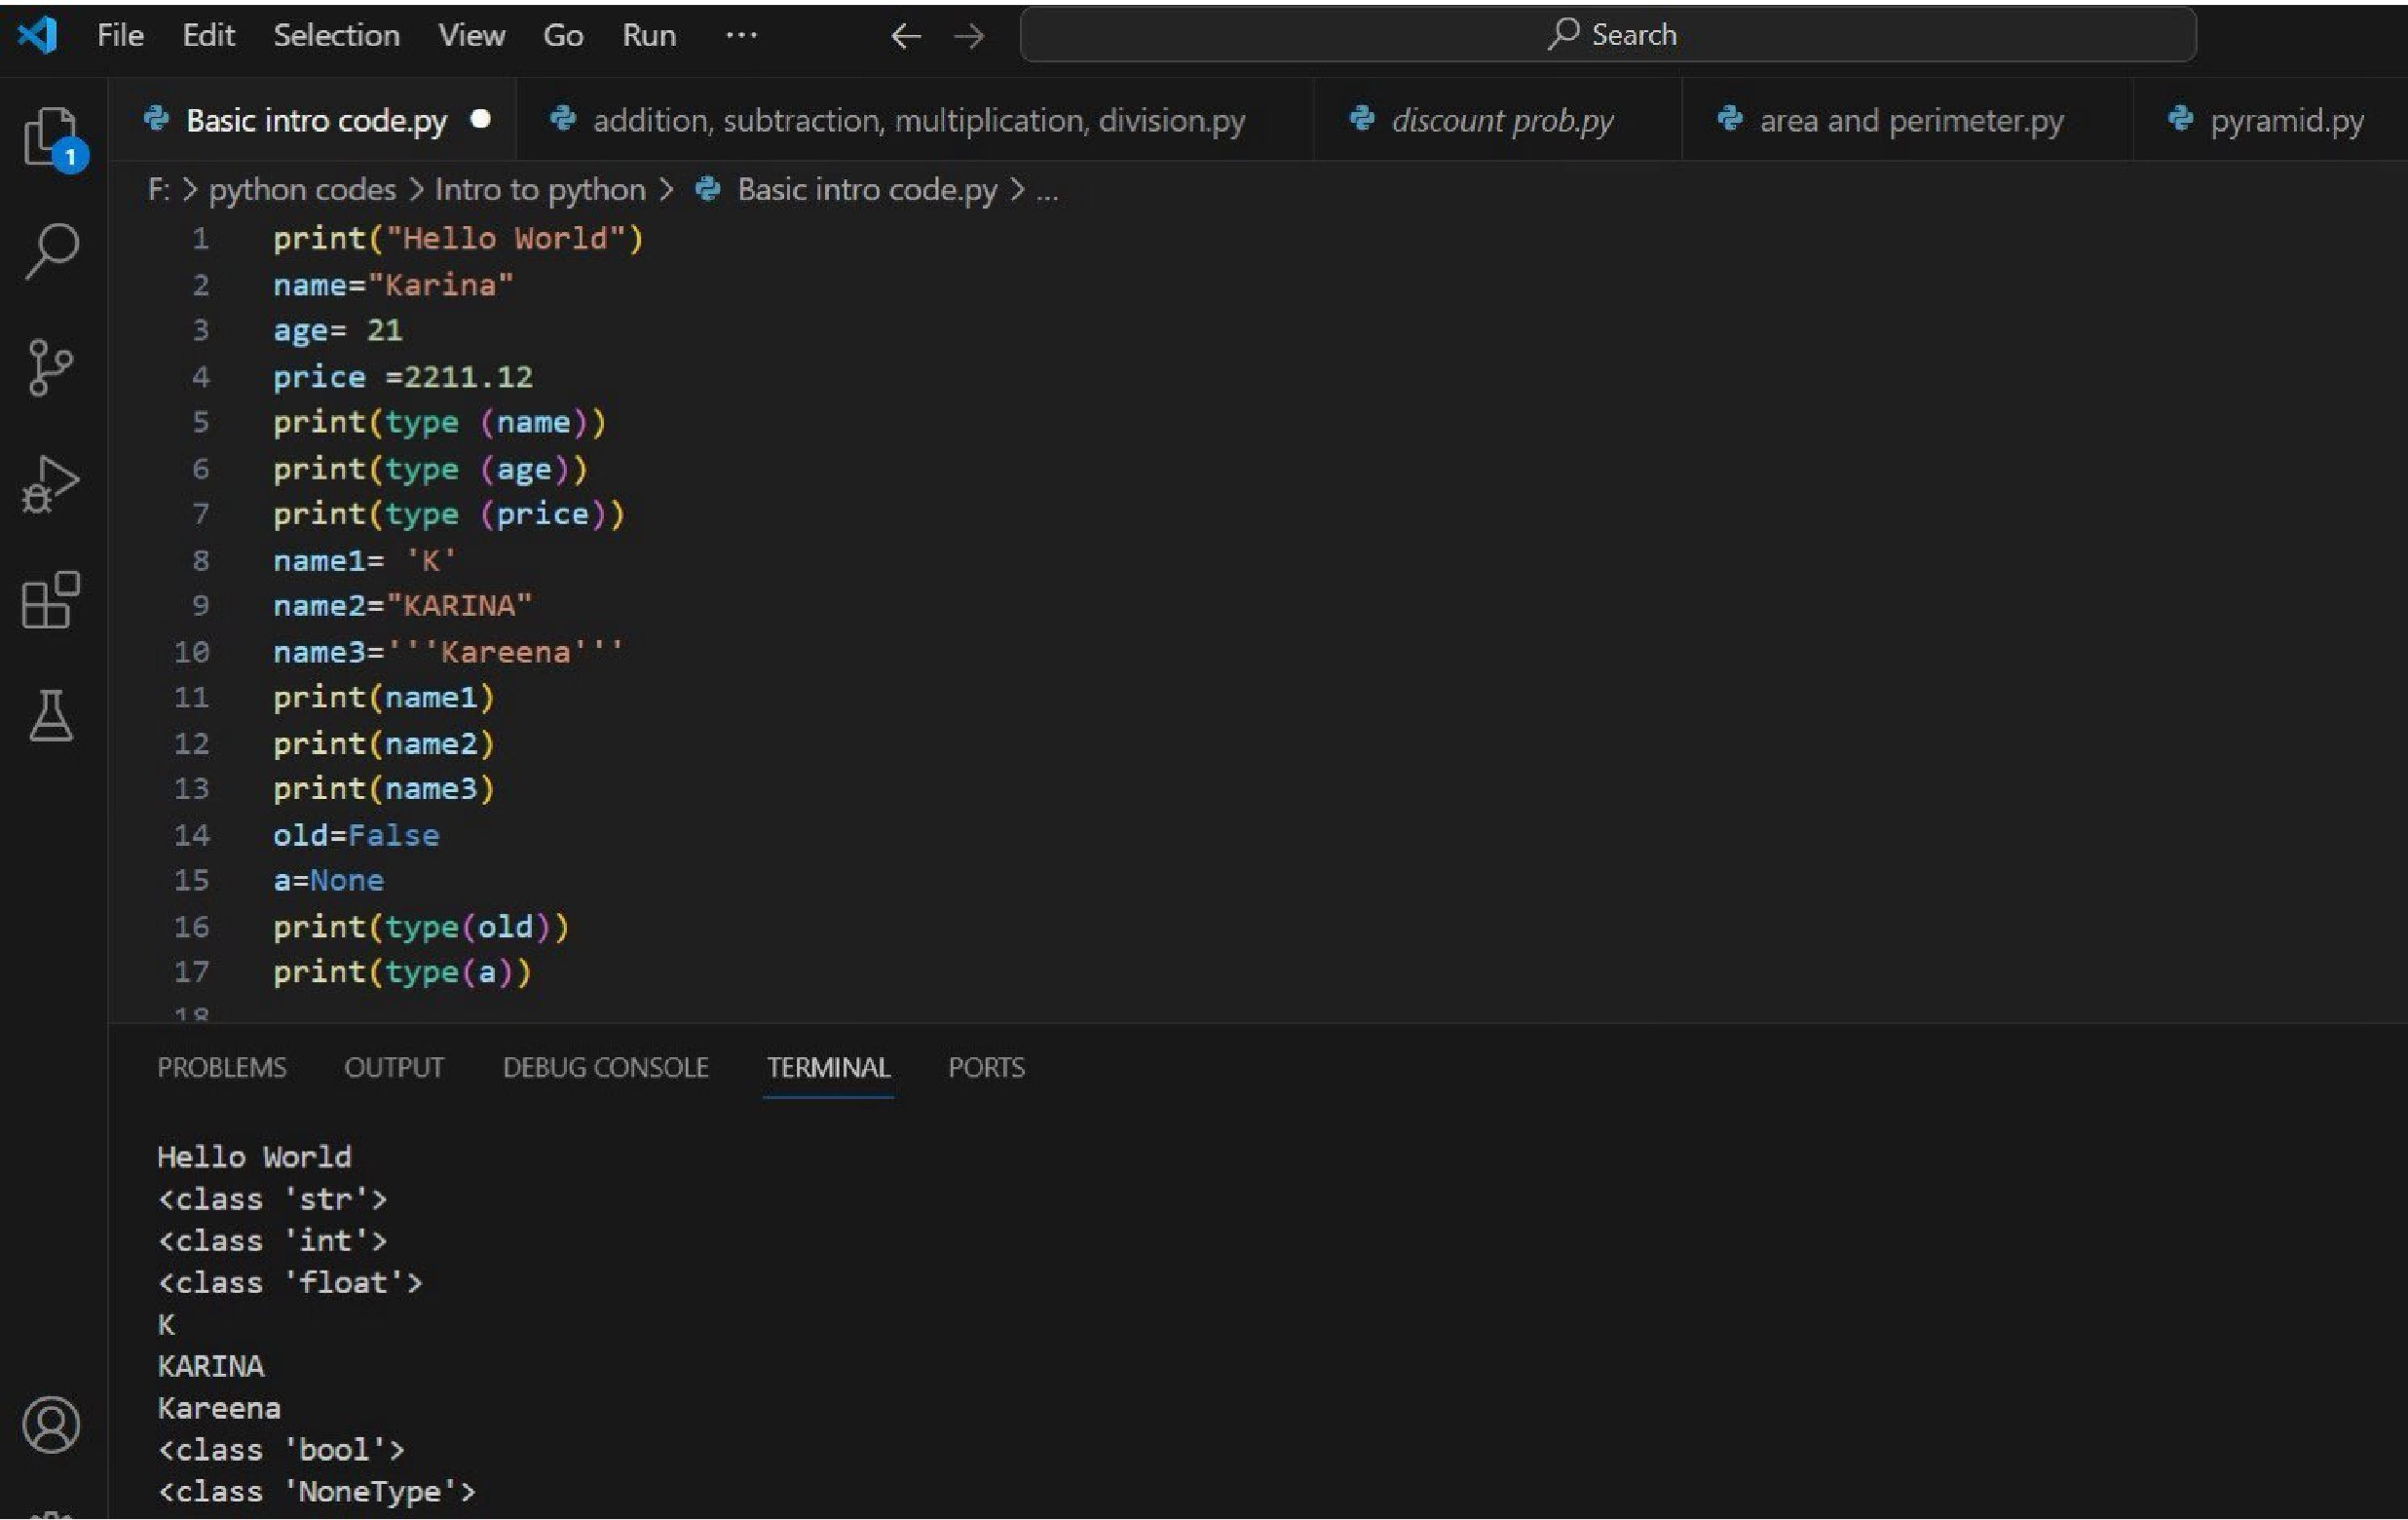 File Edit Selection View Go Run ... Search
1
Basic intro code.py addition, subtraction, multiplication, division.py discount prob.py area and perimeter.py pyramid.py
F: > python codes > Intro to python > Basic intro code.py > ...
1 print("Hello World")
2 name="Karina"
3 age= 21
4 price =2211.12
5 print(type (name))
6 print(type (age))
7 print(type (price))
8 name1= 'K'
9 name2="KARINA"
10 name3='''Kareena'''
11 print(name1)
12 print(name2)
13 print(name3)
14 old=False
15 a=None
16 print(type(old))
17 print(type(a))
18
PROBLEMS OUTPUT DEBUG CONSOLE TERMINAL PORTS
Hello World
<class 'str'>
<class 'int'>
<class 'float'>
K
KARINA
Kareena
<class 'bool'>
<class 'NoneType'>